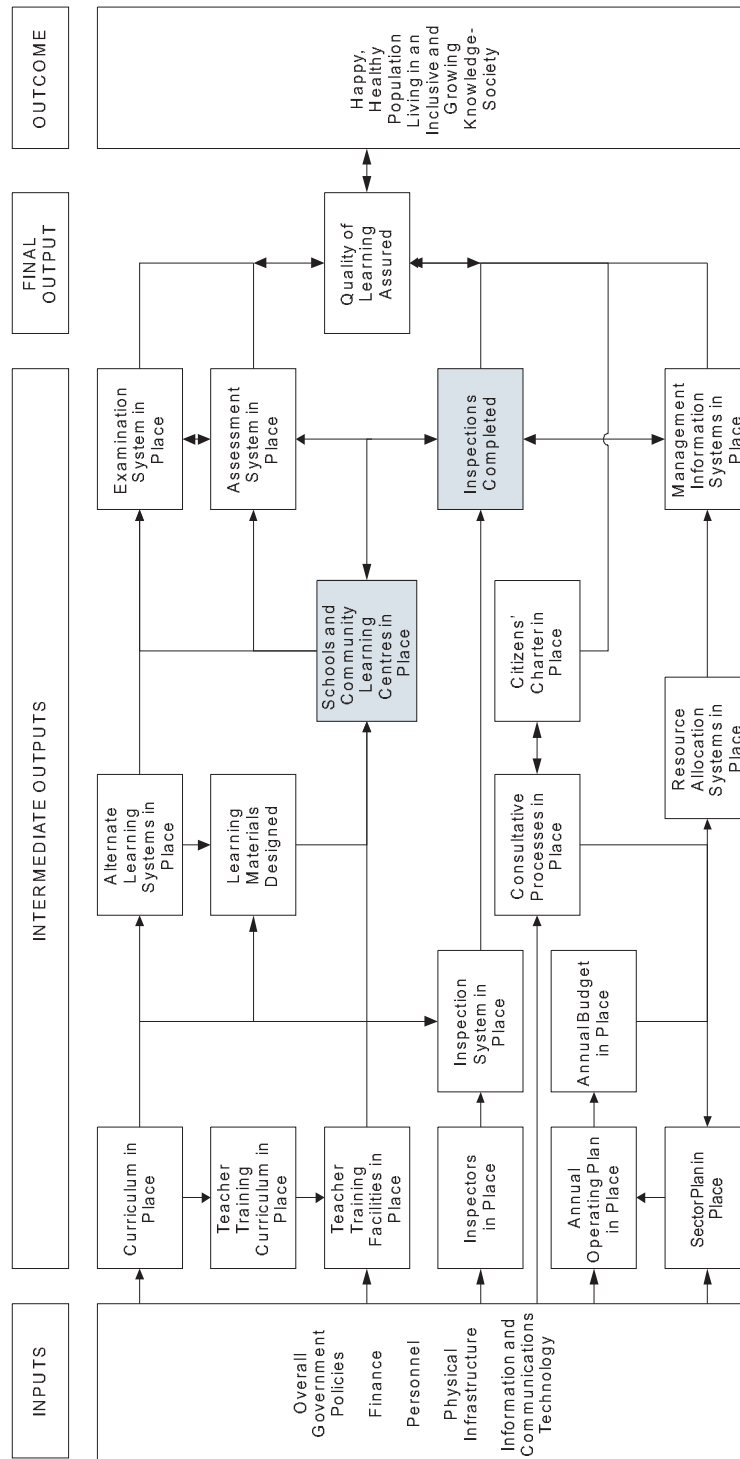 INPUTS
INTERMEDIATE OUTPUTS
FINAL
OUTPUT
OUTCOME
Overall
Government
Policies
Finance
Personnel
Physical
Infrastructure
Information and
Communications
Technology
Curriculum in
Place
Teacher
Training
Curriculum in
Place
Teacher
Training
Facilities in
Place
Inspectors
in Place
Annual
Operating Plan
in Place
Sector Plan in
Place
Inspection
System in
Place
Annual Budget
in Place
Alternate
Learning
Systems in
Place
Learning
Materials
Designed
Consultative
Processes in
Place
Resource
Allocation
Systems in
Place
Schools and
Community
Learning
Centres in
Place
Citizens'
Charter in
Place
Examination
System in
Place
Assessment
System in
Place
Inspections
Completed
Management
Information
Systems in
Place
Quality of
Learning
Assured
Happy,
Healthy
Population
Living in an
Inclusive and
Growing
Knowledge-
Society